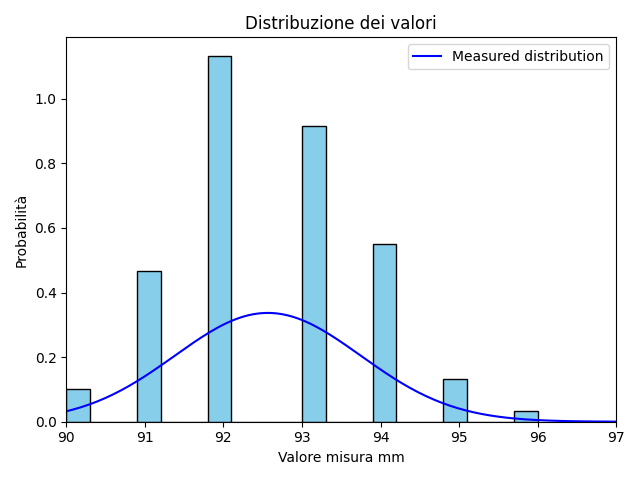 Distribuzione dei valori
Measured distribution
Probabilità
1.0
0.8
0.6
0.4
0.2
0.0
90 91 92 93 94 95 96 97
Valore misura mm